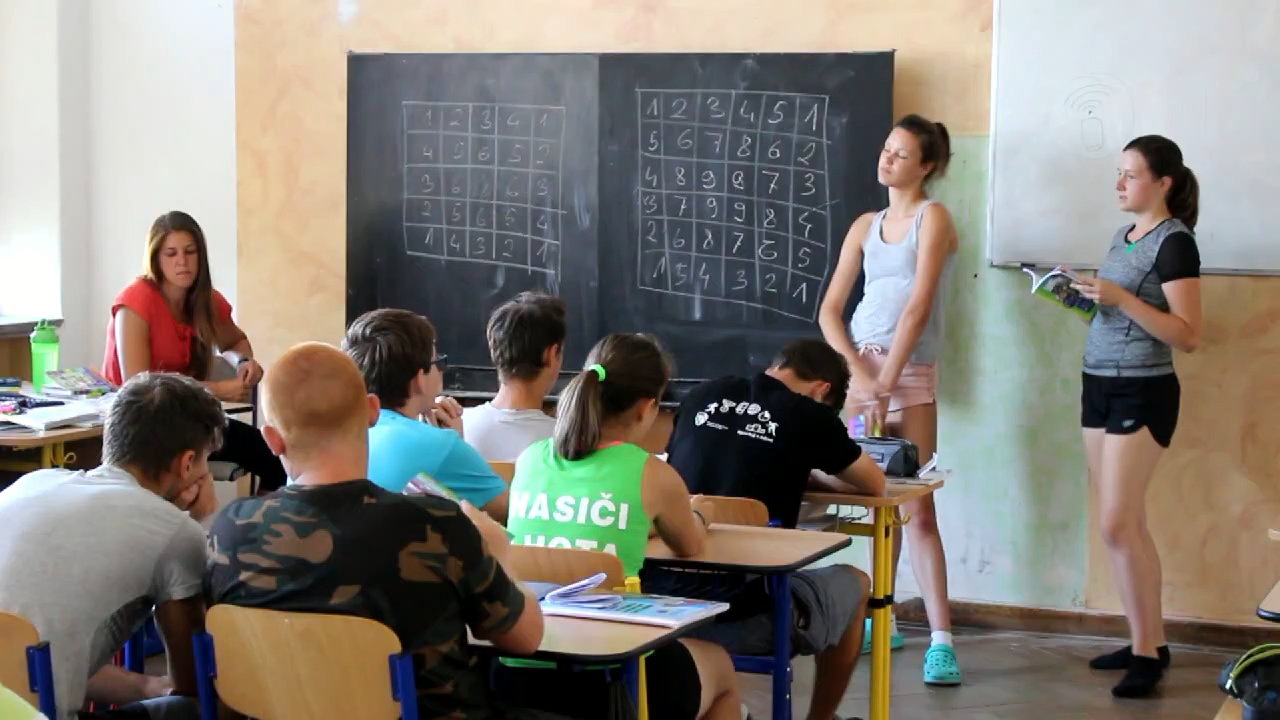 1 2 3 4 1
4 5 6 5 2
3 6 6 3
2 5 6 5 4
1 4 3 2 1
1 2 3 4 5 1
5 6 7 8 6 2
4 8 9 9 7 3
3 7 9 9 8 4
2 6 8 7 6 5
1 5 4 3 2 1
NASIČI
LHOTA